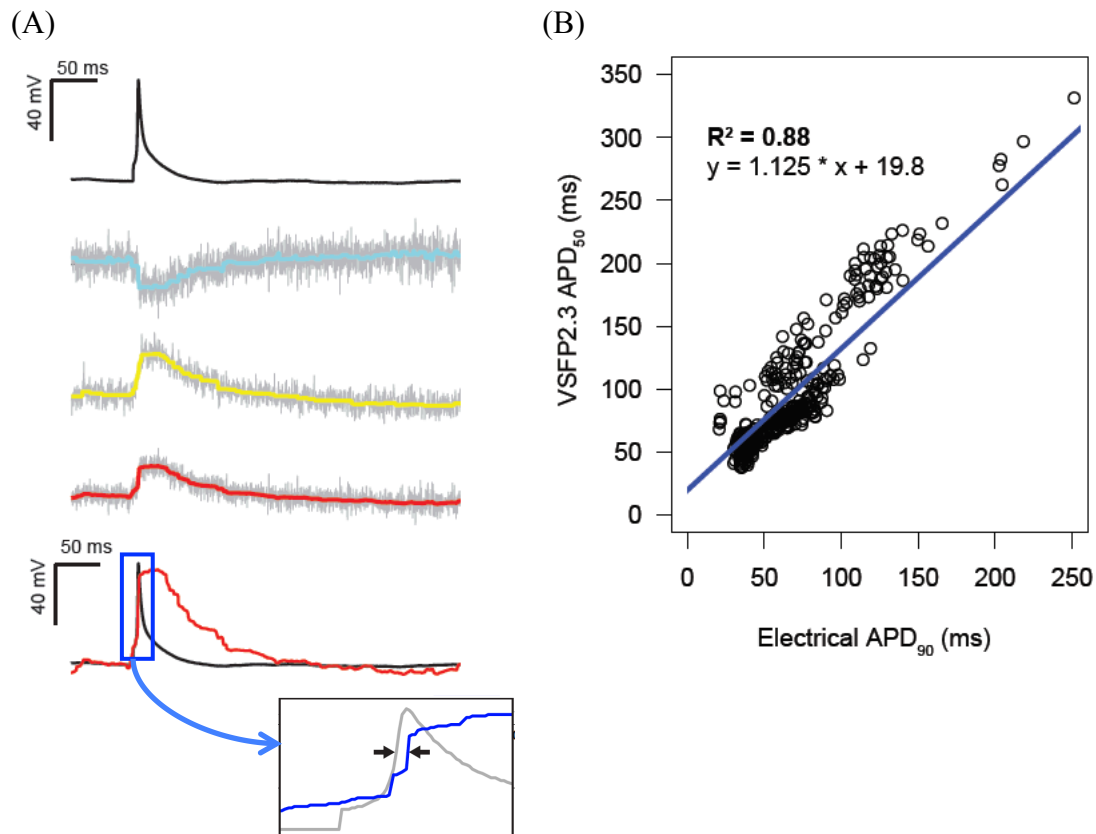 (A)
50 ms
40 mV
50 ms
40 mV
(B)
R² = 0.88
y = 1.125 * x + 19.8
VSFP2.3 APD₅₀ (ms)
350
300
250
200
150
100
50
0
0 50 100 150 200 250
Electrical APD₉₀ (ms)